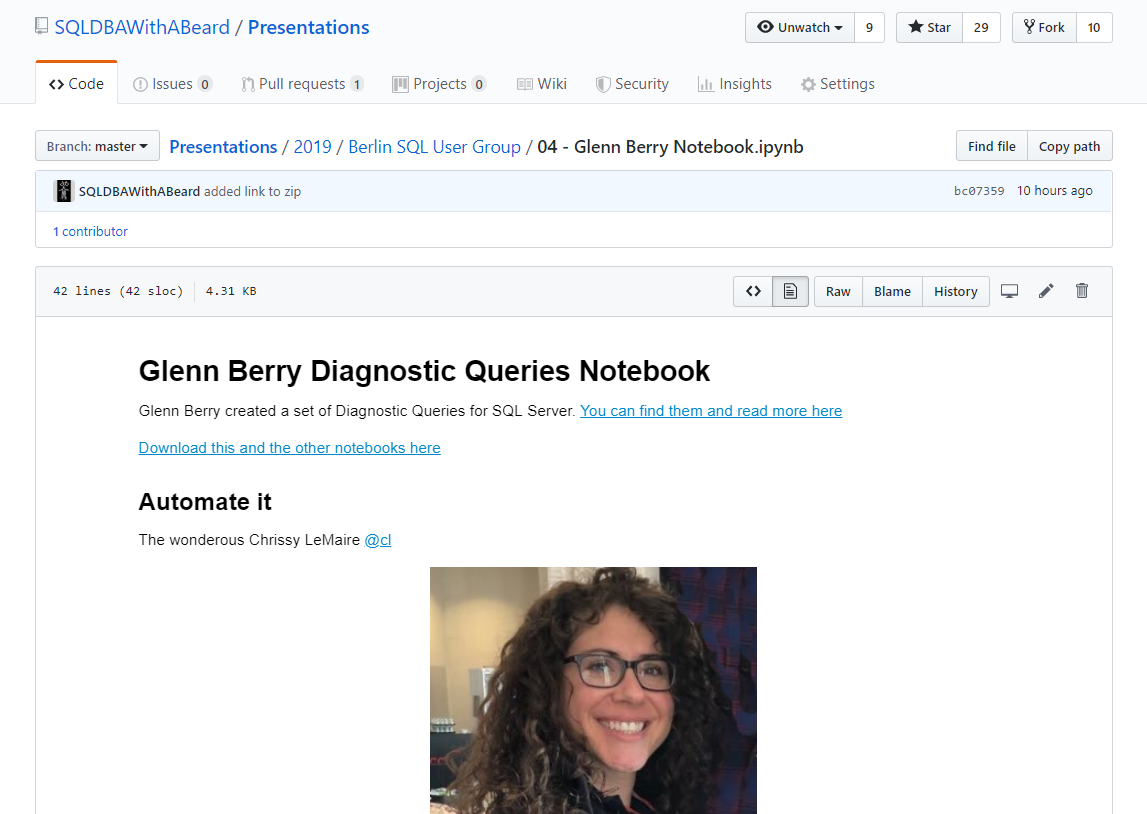 SQLDBAWithABeard / Presentations
Unwatch 9 Star 29 Fork 10
Code Issues 0 Pull requests 1 Projects 0 Wiki Security Insights Settings
Branch: master Presentations / 2019 / Berlin SQL User Group / 04 - Glenn Berry Notebook.ipynb Find file Copy path
SQLDBAWithABeard added link to zip bc07359 10 hours ago
1 contributor
42 lines (42 sloc) 4.31 KB Raw Blame History
Glenn Berry Diagnostic Queries Notebook
Glenn Berry created a set of Diagnostic Queries for SQL Server. You can find them and read more here
Download this and the other notebooks here
Automate it
The wonderous Chrissy LeMaire @cl